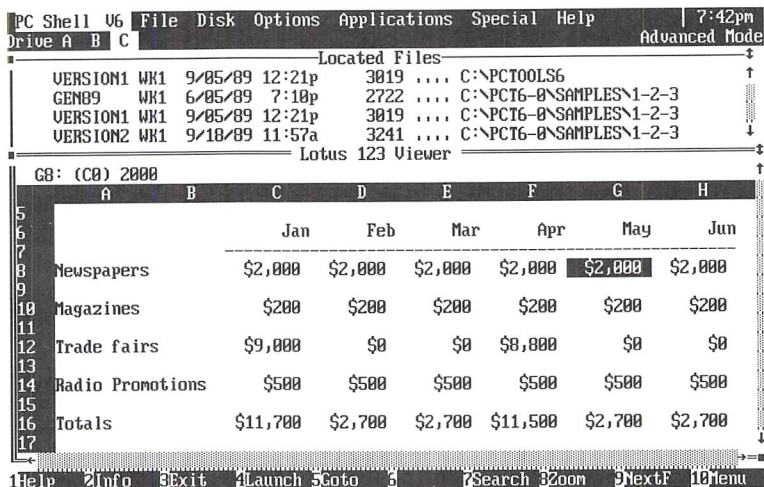 PC Shell V6 File Disk Options Applications Special Help 7:42pm
Drive A B C Advanced Mode
Located Files
VERSION1 WK1 9/05/89 12:21p 3019 .... C:\PCTOOLS6
GEN89 WK1 6/05/89 7:10p 2722 .... C:\PCT6-0\SAMPLES\1-2-3
VERSION1 WK1 9/05/89 12:21p 3019 .... C:\PCT6-0\SAMPLES\1-2-3
VERSION2 WK1 9/18/89 11:57a 3241 .... C:\PCT6-0\SAMPLES\1-2-3
Lotus 123 Viewer
G8: (C0) 2000
A B C D E F G H
5
6 Jan Feb Mar Apr May Jun
7
8 Newspapers $2,000 $2,000 $2,000 $2,000 $2,000 $2,000
9
10 Magazines $200 $200 $200 $200 $200 $200
11
12 Trade fairs $9,000 $0 $0 $8,800 $0 $0
13
14 Radio Promotions $500 $500 $500 $500 $500 $500
15
16 Totals $11,700 $2,700 $2,700 $11,500 $2,700 $2,700
17
1Help 2Info 3Exit 4Launch 5Goto 6 7Search 8Zoom 9NextF 10Menu